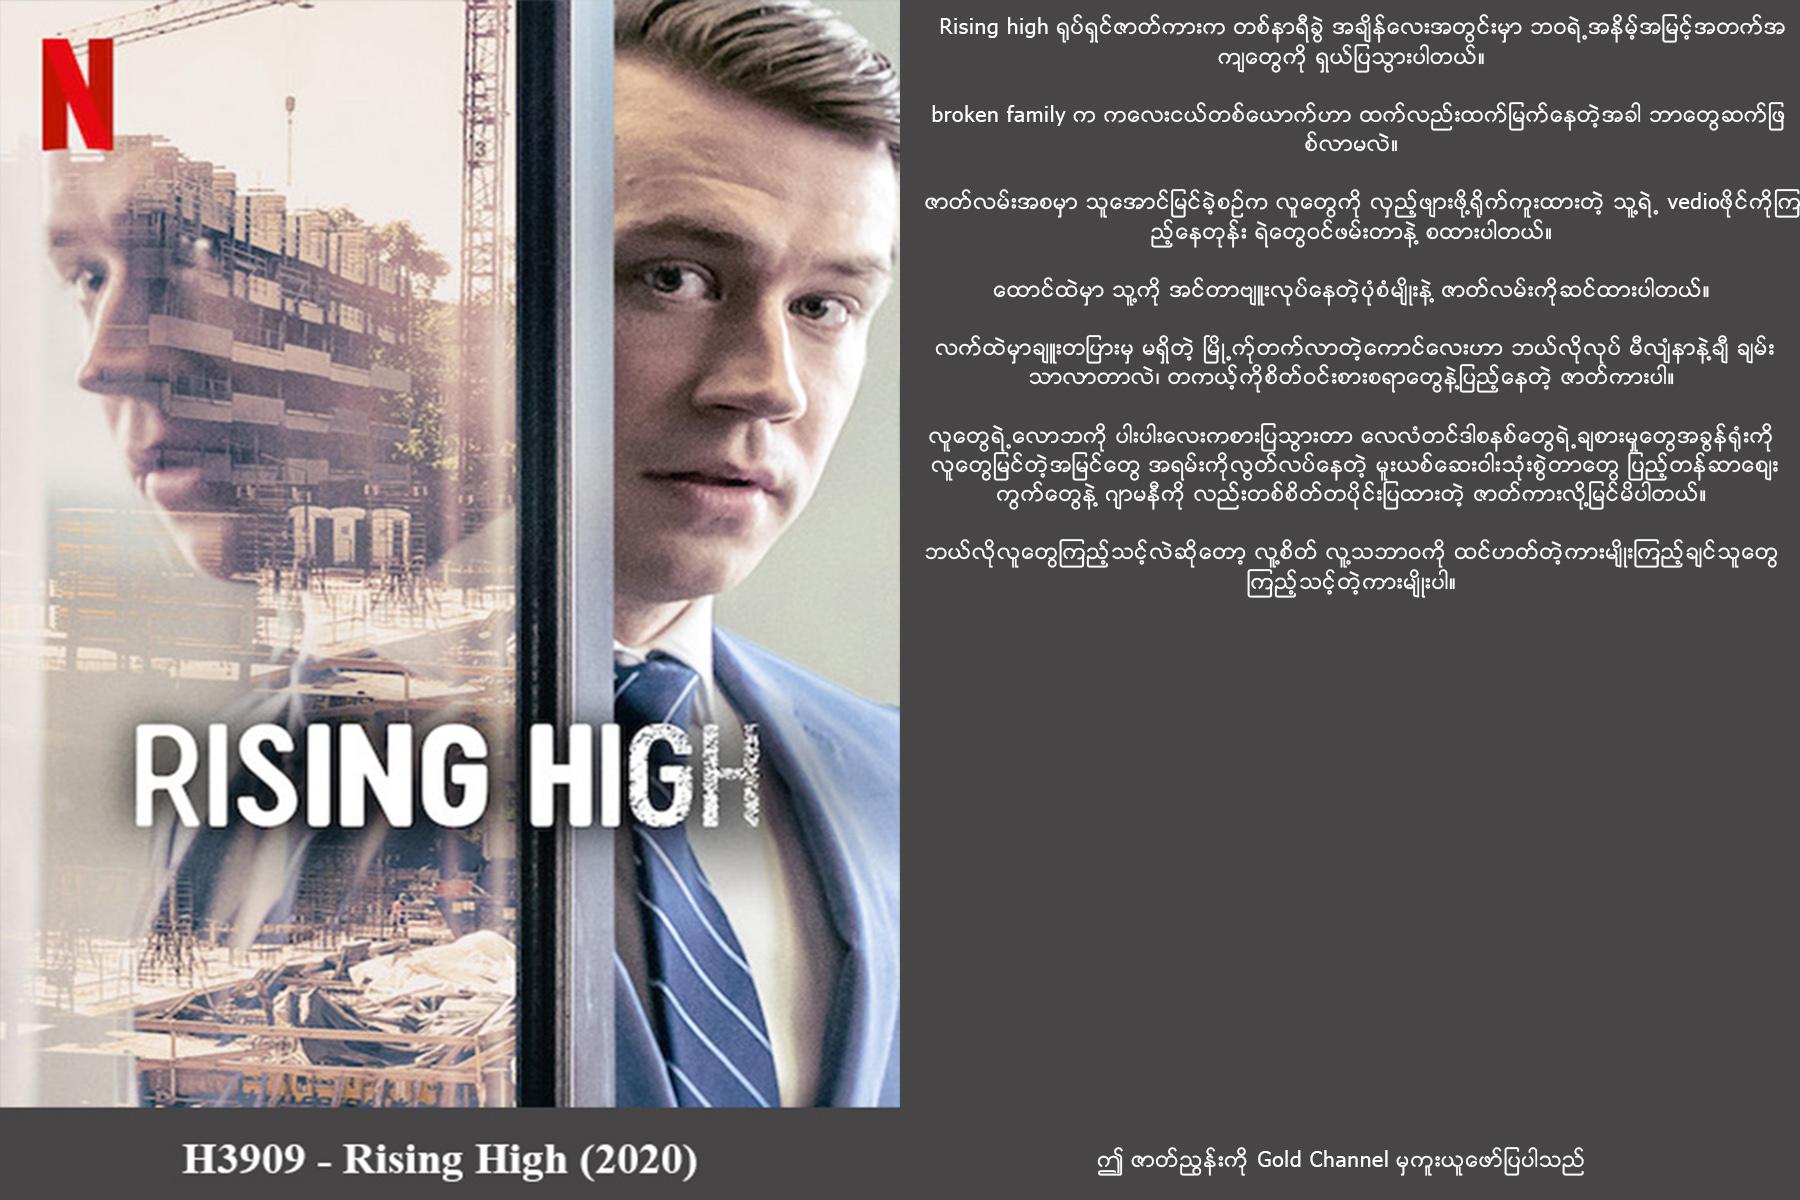 N
3
RISING HIGH
H3909 - Rising High (2020)
Rising high ရုပ်ရှင်ဇာတ်ကားက တစ်နာရီခွဲ အချိန်လေးအတွင်းမှာ ဘဝရဲ့အနိမ့်အမြင့်အတက်အ
ကျတွေကို ရှယ်ပြသွားပါတယ်။
broken family က ကလေးငယ်တစ်ယောက်ဟာ ထက်လည်းထက်မြက်နေတဲ့အခါ ဘာတွေဆက်ဖြ
စ်လာမလဲ။
ဇာတ်လမ်းအစမှာ သူအောင်မြင်ခဲ့စဉ်က လူတွေကို လှည့်ဖျားဖို့ရိုက်ကူးထားတဲ့ သူ့ရဲ့ vedioဖိုင်ကိုကြ
ည့်နေတုန်း ရဲတွေဝင်ဖမ်းတာနဲ့ စထားပါတယ်။
ထောင်ထဲမှာ သူ့ကို အင်တာဗျူးလုပ်နေတဲ့ပုံစံမျိုးနဲ့ ဇာတ်လမ်းကိုဆင်ထားပါတယ်။
လက်ထဲမှာချူးတပြားမှ မရှိတဲ့ မြို့ကိုတက်လာတဲ့ကောင်လေးဟာ ဘယ်လိုလုပ် မီလျံနာနဲ့ချီ ချမ်း
သာလာတာလဲ၊ တကယ့်ကိုစိတ်ဝင်းစားစရာတွေနဲ့ပြည့်နေတဲ့ ဇာတ်ကားပါ။
လူတွေရဲ့လောဘကို ပါးပါးလေးကစားပြသွားတာ လေလံတင်ဒါစနစ်တွေရဲ့ချစားမှုတွေအခွန်ရုံးကို
လူတွေမြင်တဲ့အမြင်တွေ အရမ်းကိုလွတ်လပ်နေတဲ့ မူးယစ်ဆေးဝါးသုံးစွဲတာတွေ ပြည့်တန်ဆာဈေး
ကွက်တွေနဲ့ ဂျာမနီကို လည်းတစ်စိတ်တပိုင်းပြထားတဲ့ ဇာတ်ကားလို့မြင်မိပါတယ်။
ဘယ်လိုလူတွေကြည့်သင့်လဲဆိုတော့ လူ့စိတ် လူ့သဘာဝကို ထင်ဟတ်တဲ့ကားမျိုးကြည့်ချင်သူတွေ
ကြည့်သင့်တဲ့ကားမျိုးပါ။
ဤ ဇာတ်ညွှန်းကို Gold Channel မှကူးယူဖော်ပြပါသည်